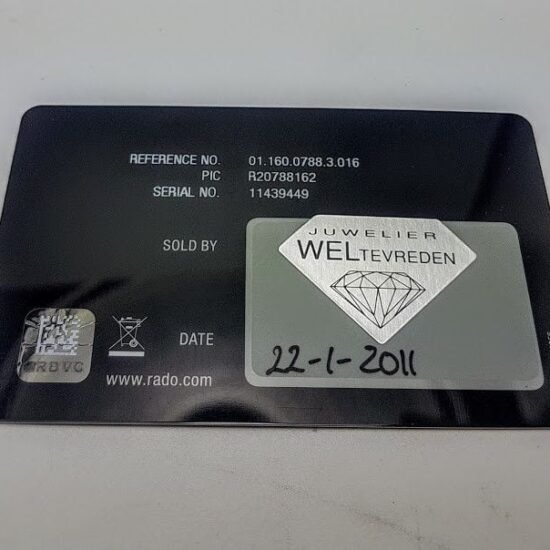 REFERENCE NO. 01.160.0788.3.016
PIC R20788162
SERIAL NO. 11439449
SOLD BY
JUWELIER
WELTEVREDEN
DATE 22-1-2011
www.rado.com